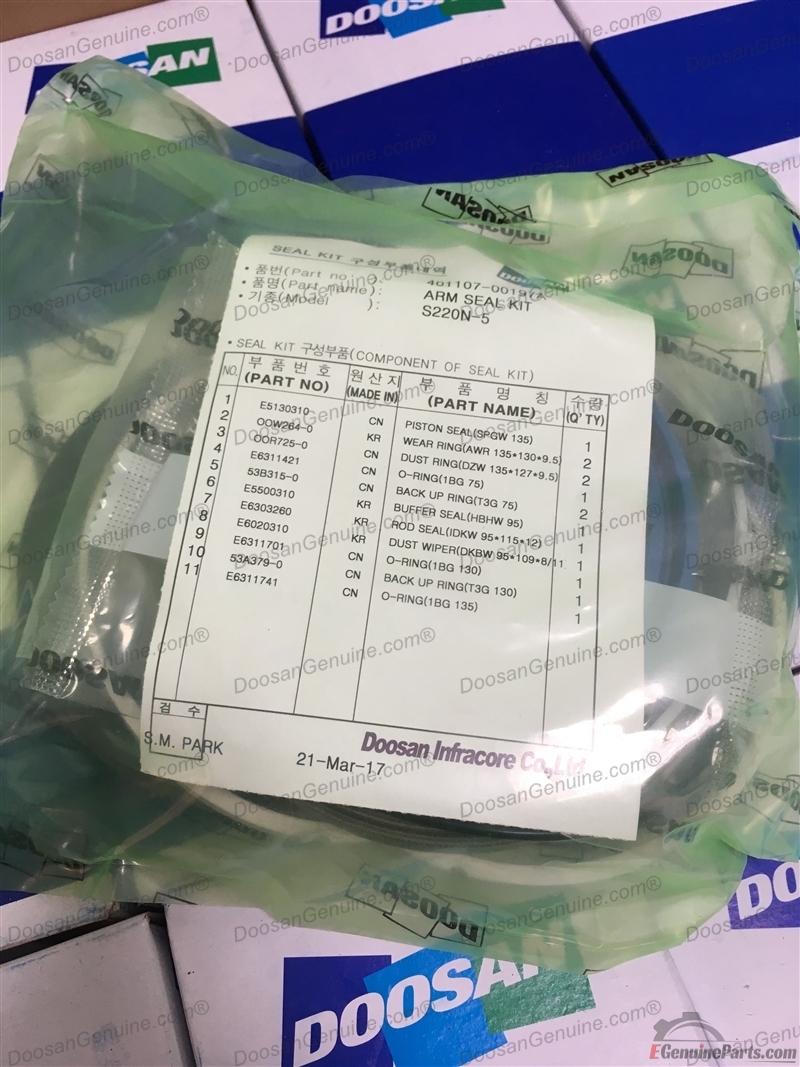 DOOSAN
DOOSAN
SEAL KIT 구성부품내역
• 품번(Part no. ):
• 품명(Part name): ARM SEAL KIT
• 기종(Model ): S220N-5
• SEAL KIT 구성부품(COMPONENT OF SEAL KIT)
NO. 부 품 번 호 (PART NO) 원 산 지 (MADE IN) 부 품 명 칭 (PART NAME) 수량 (Q' TY)
1 E5130310 CN PISTON SEAL(SPGW 135) 1
2 OOW264-0 KR WEAR RING(AWR 135*130*9.5) 2
3 OOR725-0 CN DUST RING(DZW 135*127*9.5) 2
4 E6311421 CN O-RING(1BG 75) 1
5 53B315-0 CN BACK UP RING(T3G 75) 2
6 E5500310 KR BUFFER SEAL(HBHW 95) 1
7 E6303260 KR ROD SEAL(IDKW 95*115*12) 1
8 E6020310 KR DUST WIPER(DKBW 95*109*8/11 1
9 E6311701 CN O-RING(1BG 130) 1
10 53A379-0 CN BACK UP RING(T3G 130) 1
11 E6311741 CN O-RING(1BG 135) 1
검 수
S.M. PARK
21-Mar-17
Doosan Infracore Co.,Ltd
DOOSAN
DOOSAN
DOOSAN
DOOSAN
DoosanGenuine.com®
EGenuineParts.com